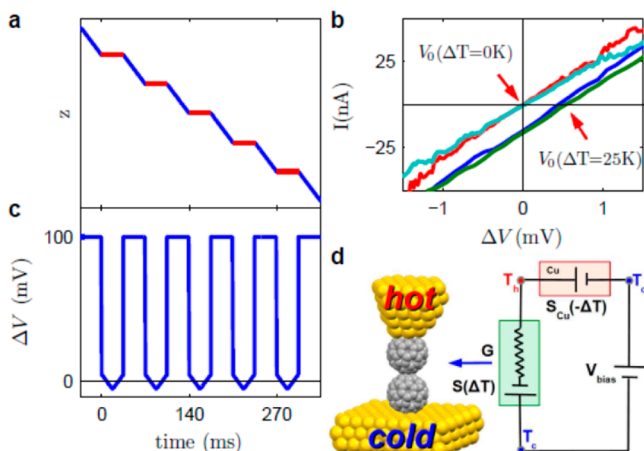 a
z
b
25
V₀(ΔT=0K)
I(nA)
-25
V₀(ΔT=25K)
−1 0 1
ΔV (mV)
c
100
ΔV (mV)
0
0 140 270
time (ms)
d
hot
cold
Cu
T_h
S_Cu(-ΔT)
G
S(ΔT)
V_bias
T_c